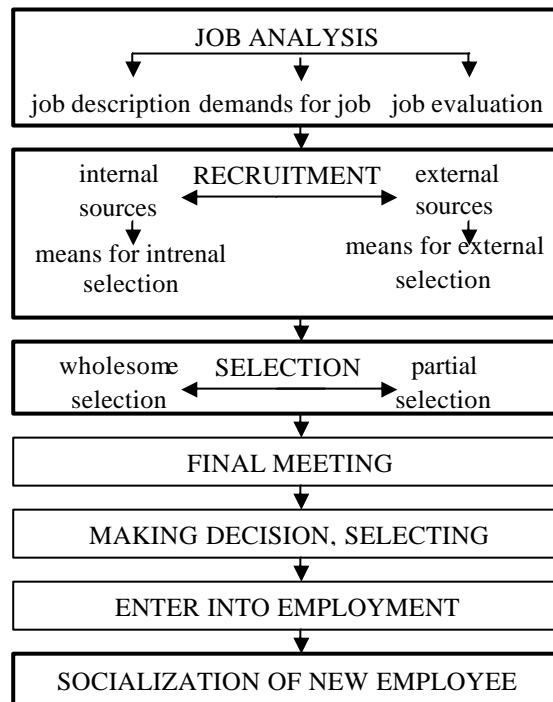 JOB ANALYSIS
job description demands for job job evaluation
internal
sources
RECRUITMENT
external
sources
means for intrenal
selection
means for external
selection
wholesome
selection
SELECTION
partial
selection
FINAL MEETING
MAKING DECISION, SELECTING
ENTER INTO EMPLOYMENT
SOCIALIZATION OF NEW EMPLOYEE